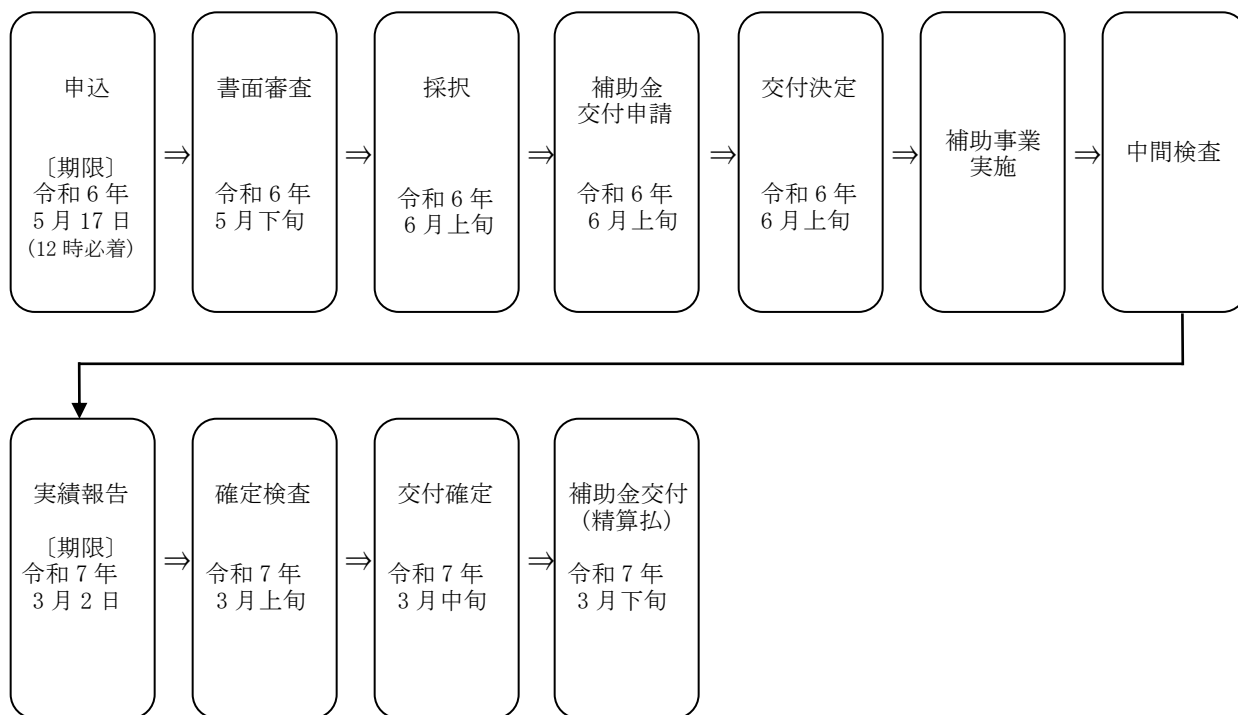 申込
〔期限〕
令和 6 年
5 月 17 日
(12 時必着)
⇒
書面審査
令和 6 年
5 月下旬
⇒
採択
令和 6 年
6 月上旬
⇒
補助金
交付申請
令和 6 年
6 月上旬
⇒
交付決定
令和 6 年
6 月上旬
⇒
補助事業
実施
⇒
中間検査
実績報告
〔期限〕
令和 7 年
3 月 2 日
⇒
確定検査
令和 7 年
3 月上旬
⇒
交付確定
令和 7 年
3 月中旬
⇒
補助金交付
(精算払)
令和 7 年
3 月下旬